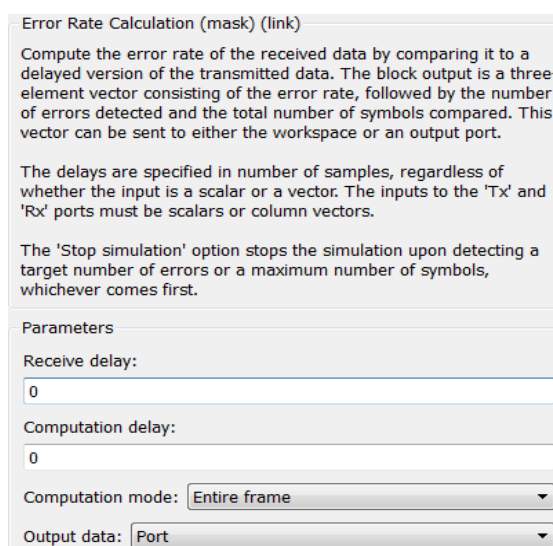 Error Rate Calculation (mask) (link)
Compute the error rate of the received data by comparing it to a
delayed version of the transmitted data. The block output is a three-
element vector consisting of the error rate, followed by the number
of errors detected and the total number of symbols compared. This
vector can be sent to either the workspace or an output port.
The delays are specified in number of samples, regardless of
whether the input is a scalar or a vector. The inputs to the 'Tx' and
'Rx' ports must be scalars or column vectors.
The 'Stop simulation' option stops the simulation upon detecting a
target number of errors or a maximum number of symbols,
whichever comes first.
Parameters
Receive delay:
0
Computation delay:
0
Computation mode: Entire frame
Output data: Port